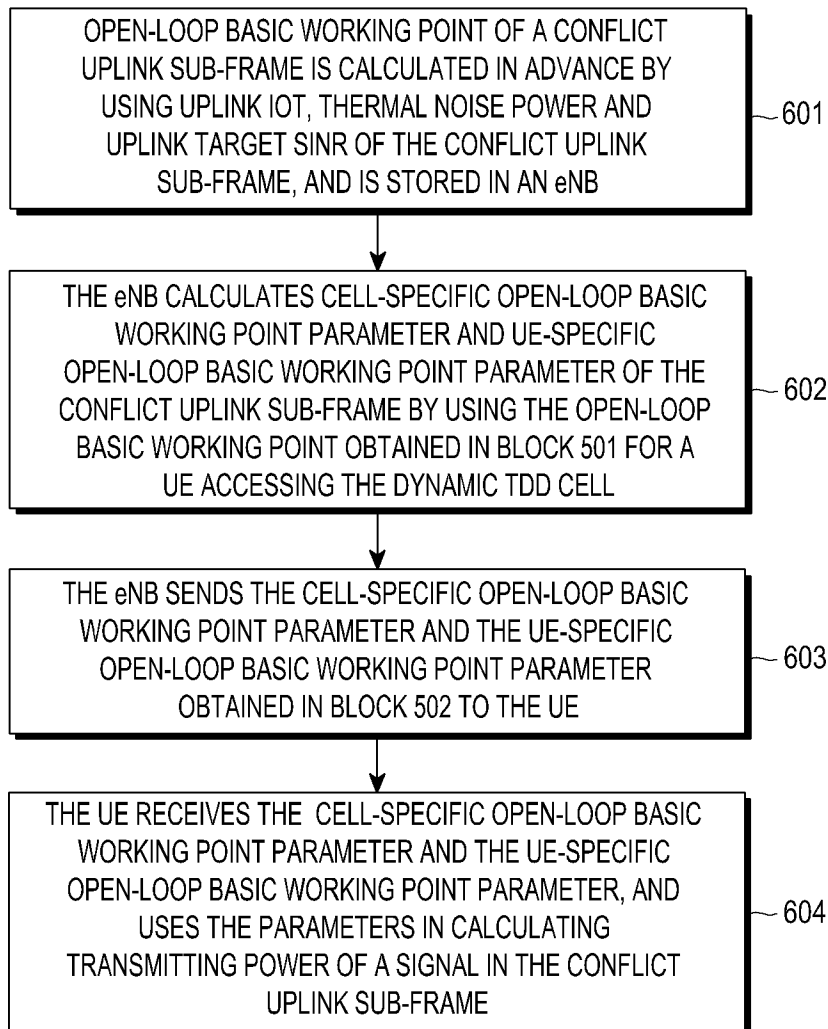 OPEN-LOOP BASIC WORKING POINT OF A CONFLICT
UPLINK SUB-FRAME IS CALCULATED IN ADVANCE BY
USING UPLINK IOT, THERMAL NOISE POWER AND
UPLINK TARGET SINR OF THE CONFLICT UPLINK
SUB-FRAME, AND IS STORED IN AN eNB
601
THE eNB CALCULATES CELL-SPECIFIC OPEN-LOOP BASIC
WORKING POINT PARAMETER AND UE-SPECIFIC
OPEN-LOOP BASIC WORKING POINT PARAMETER OF THE
CONFLICT UPLINK SUB-FRAME BY USING THE OPEN-LOOP
BASIC WORKING POINT OBTAINED IN BLOCK 501 FOR A
UE ACCESSING THE DYNAMIC TDD CELL
602
THE eNB SENDS THE CELL-SPECIFIC OPEN-LOOP BASIC
WORKING POINT PARAMETER AND THE UE-SPECIFIC
OPEN-LOOP BASIC WORKING POINT PARAMETER
OBTAINED IN BLOCK 502 TO THE UE
603
THE UE RECEIVES THE CELL-SPECIFIC OPEN-LOOP BASIC
WORKING POINT PARAMETER AND THE UE-SPECIFIC
OPEN-LOOP BASIC WORKING POINT PARAMETER, AND
USES THE PARAMETERS IN CALCULATING
TRANSMITTING POWER OF A SIGNAL IN THE CONFLICT
UPLINK SUB-FRAME
604